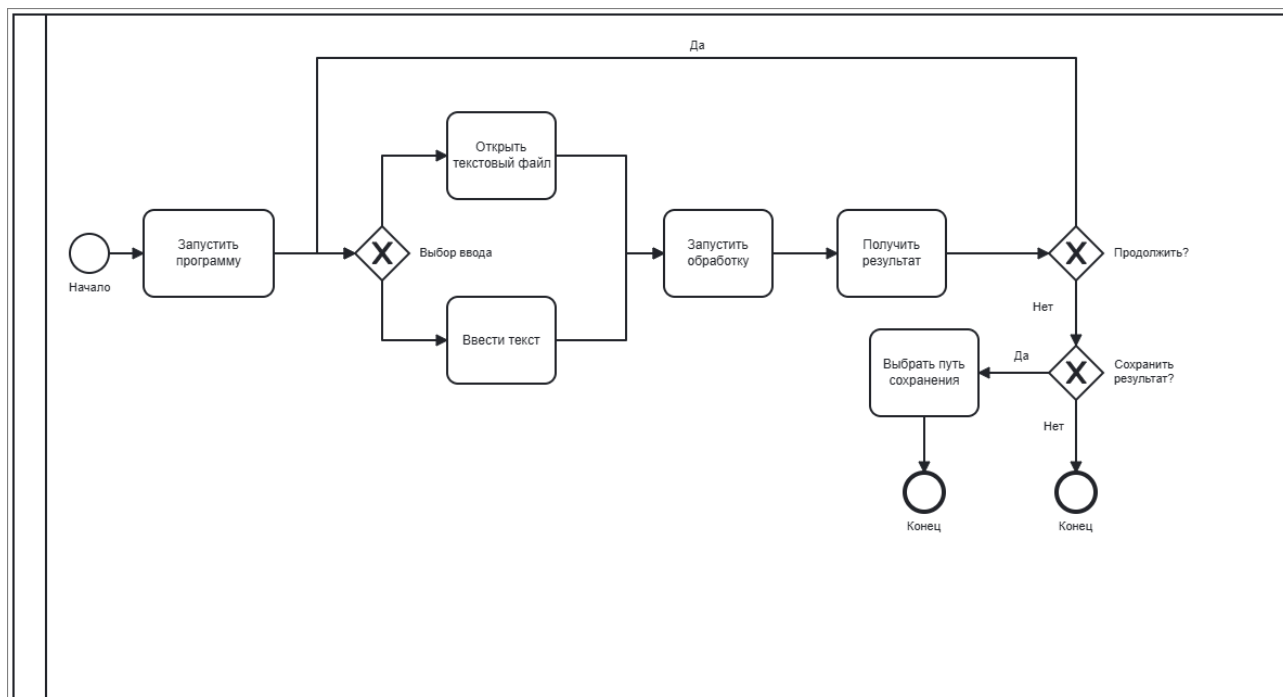 Да
Открыть
текстовый файл
Запустить
программу
Выбор ввода
Запустить
обработку
Получить
результат
Продолжить?
Начало
Нет
Ввести текст
Выбрать путь
сохранения
Да
Сохранить
результат?
Нет
Конец
Конец